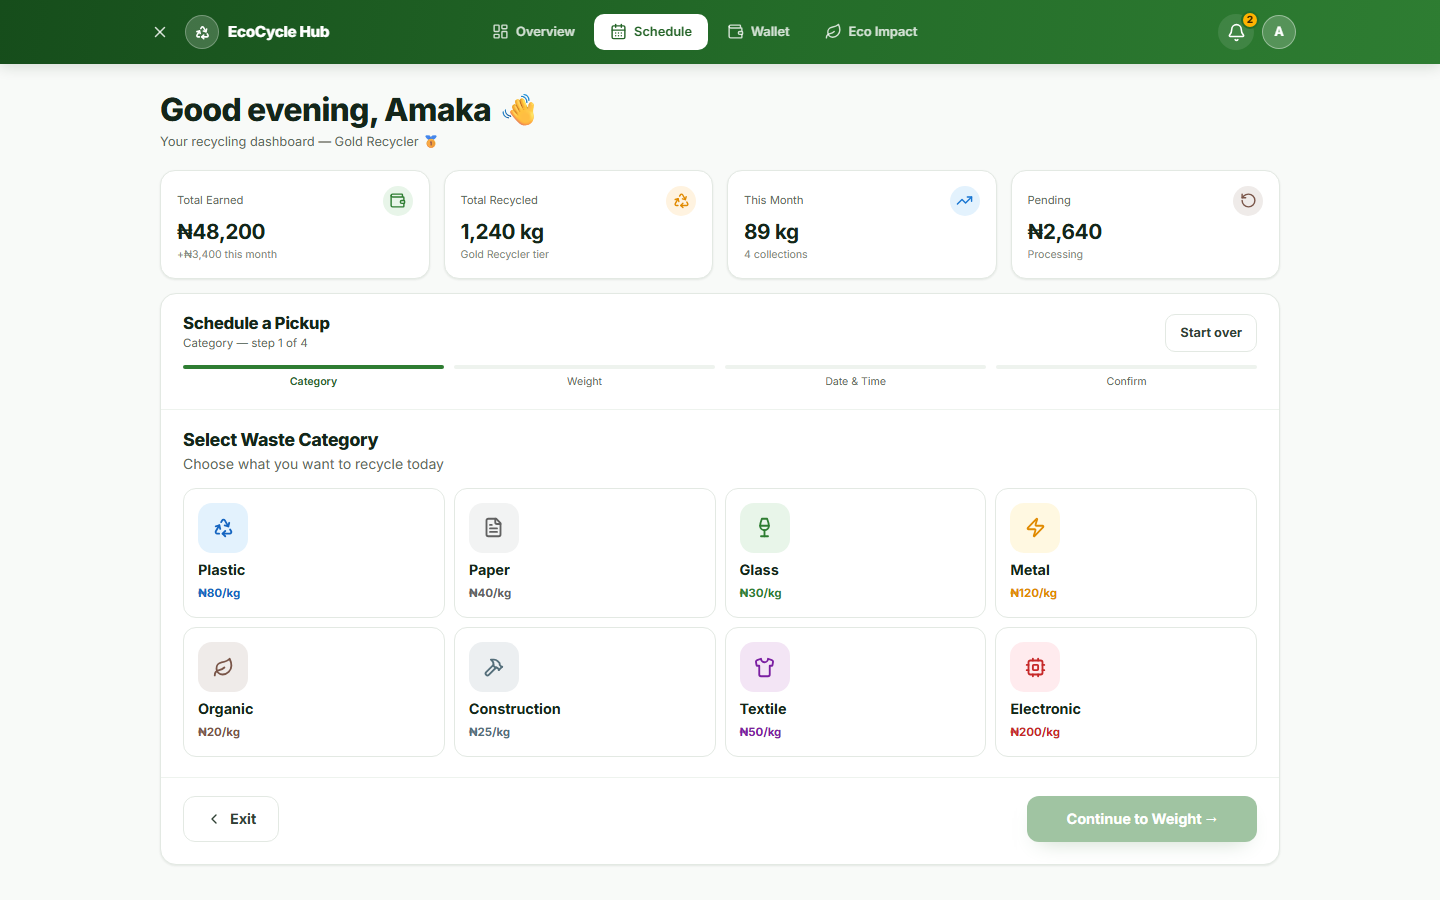 EcoCycle Hub
Overview
Schedule
Wallet
Eco Impact
2
A
Good evening, Amaka 👋
Your recycling dashboard — Gold Recycler 🏅
Total Earned
₦48,200
+₦3,400 this month
Total Recycled
1,240 kg
Gold Recycler tier
This Month
89 kg
4 collections
Pending
₦2,640
Processing
Schedule a Pickup
Category — step 1 of 4
Start over
Category
Weight
Date & Time
Confirm
Select Waste Category
Choose what you want to recycle today
Plastic
₦80/kg
Paper
₦40/kg
Glass
₦30/kg
Metal
₦120/kg
Organic
₦20/kg
Construction
₦25/kg
Textile
₦50/kg
Electronic
₦200/kg
Exit
Continue to Weight →